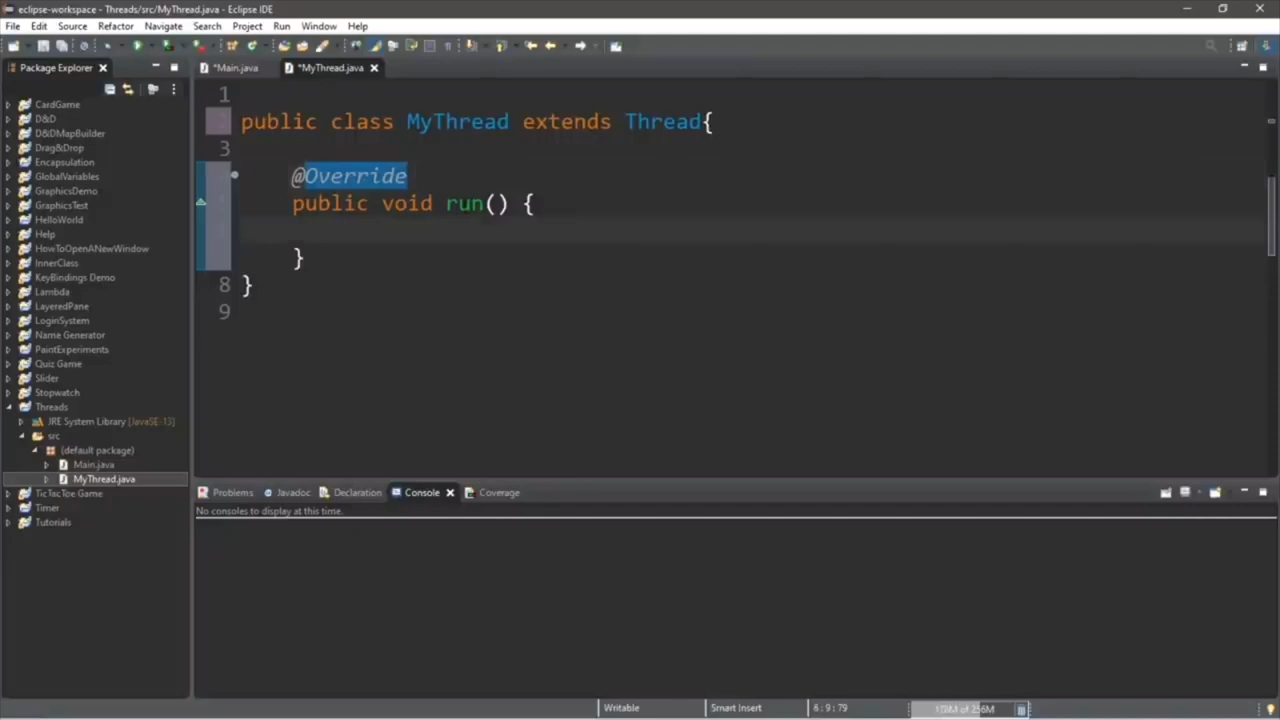 eclipse-workspace - Threads/src/MyThread.java - Eclipse IDE
File Edit Source Refactor Navigate Search Project Run Window Help
Package Explorer
*Main.java
*MyThread.java
CardGame
D&D
D&DMapBuilder
Drag&Drop
Encapsulation
GlobalVariables
GraphicsDemo
GraphicsTest
HelloWorld
Help
HowToOpenANewWindow
InnerClass
KeyBindings Demo
Lambda
LayeredPane
LoginSystem
Name Generator
PaintExperiments
Quiz Game
Slider
Stopwatch
Threads
JRE System Library [JavaSE-13]
src
(default package)
Main.java
MyThread.java
TicTacToe Game
Timer
Tutorials
1
public class MyThread extends Thread{
3
@Override
public void run() {
}
8 }
9
Problems Javadoc Declaration Console Coverage
No consoles to display at this time.
Writable Smart Insert 6:9:79